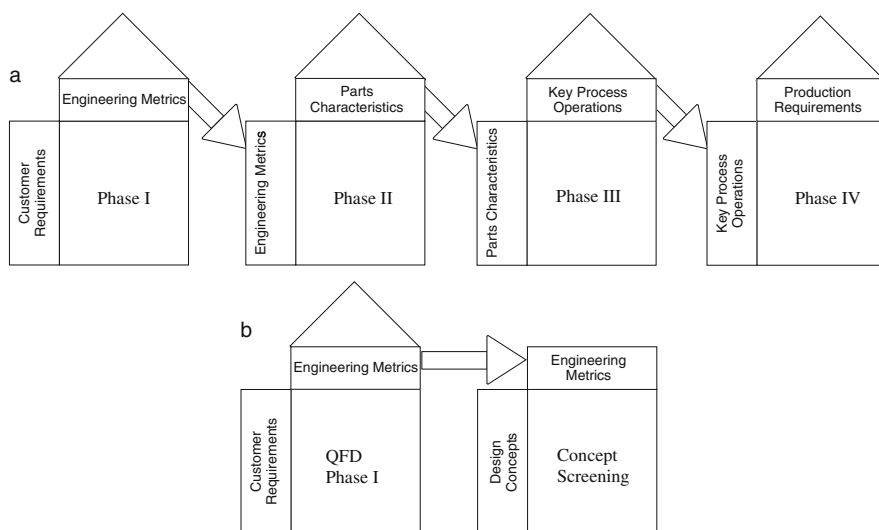 a
Engineering Metrics
Customer
Requirements
Phase I
Parts
Characteristics
Engineering Metrics
Phase II
Key Process
Operations
Parts Characteristics
Phase III
Production
Requirements
Key Process
Operations
Phase IV
b
Engineering Metrics
Customer
Requirements
QFD
Phase I
Engineering
Metrics
Design
Concepts
Concept
Screening